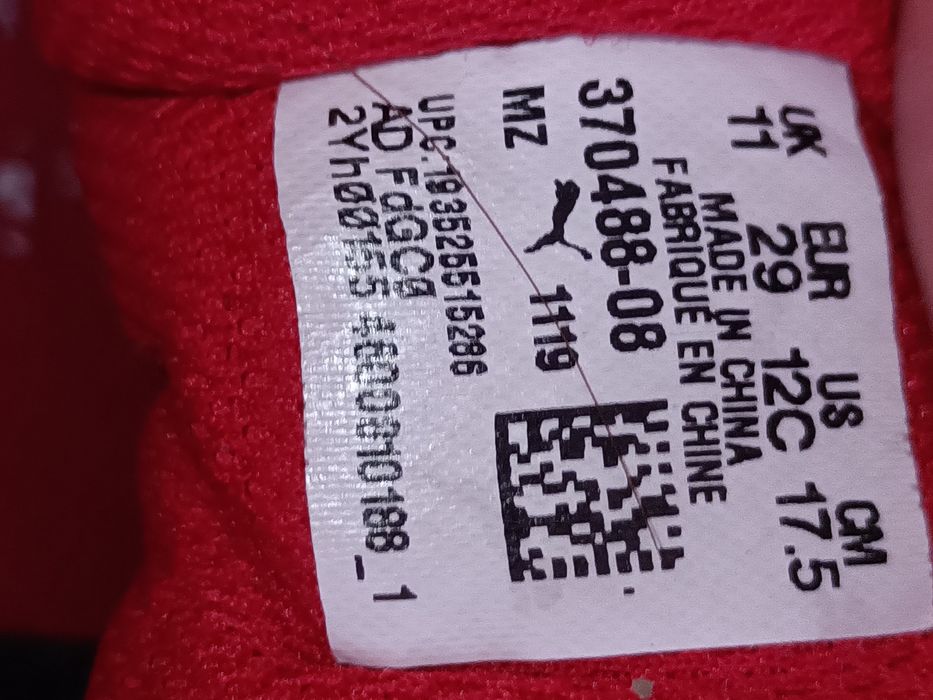 UK EUR US CM
11 29 12C 17.5
MADE IN CHINA
FABRIQUÉ EN CHINE
370488-08
MZ 1119
UPC.193525515286
AD FdGCg